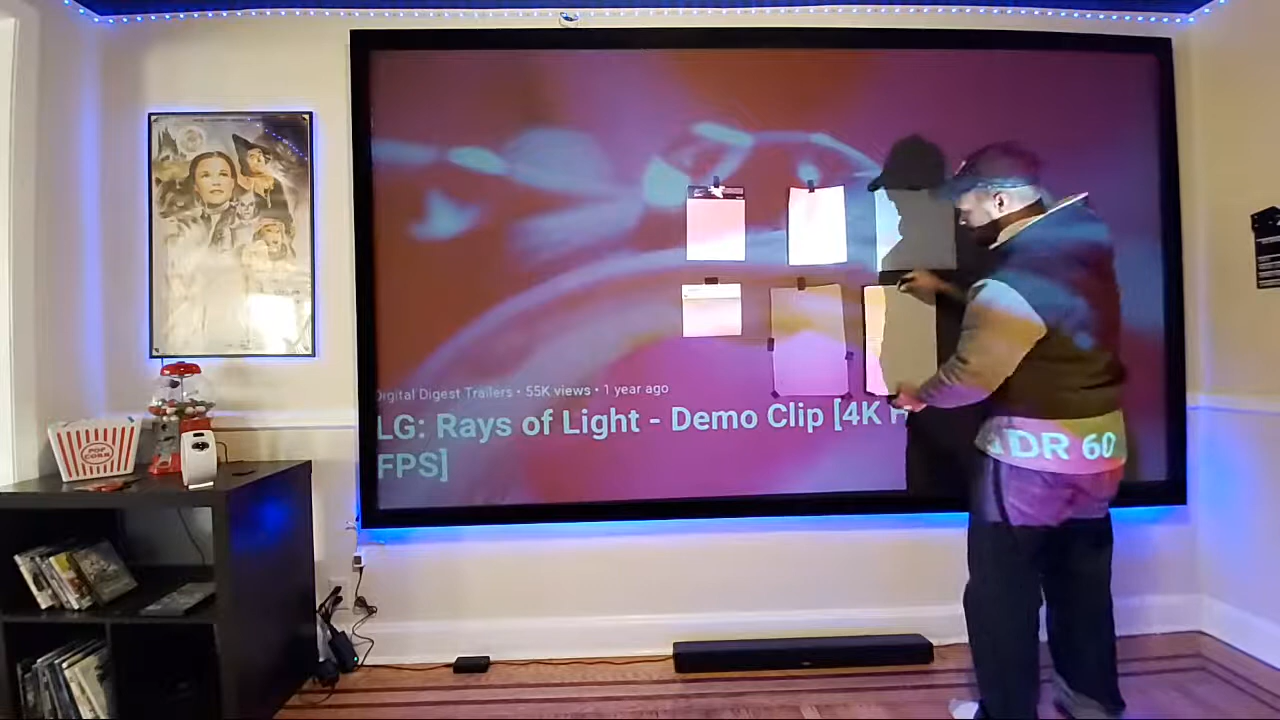 Digital Digest Trailers • 55K views • 1 year ago
LG: Rays of Light - Demo Clip [4K H
DR 60
FPS]
POP
CORN